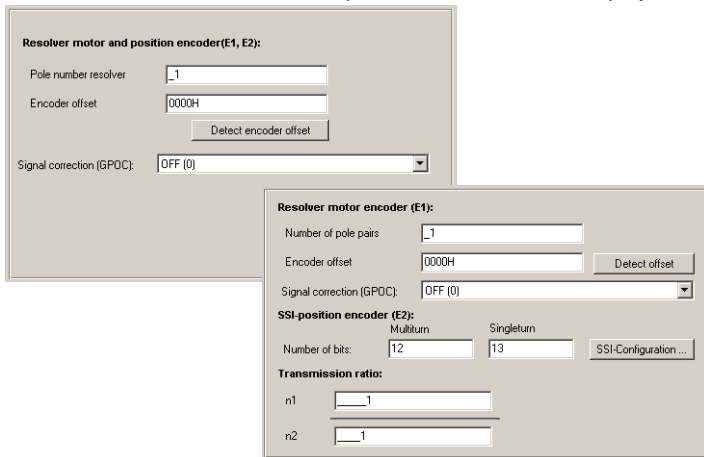 Resolver motor and position encoder(E1, E2):
Pole number resolver _1
Encoder offset 0000H
Detect encoder offset
Signal correction (GPOC): OFF (0)
Resolver motor encoder (E1):
Number of pole pairs _1
Encoder offset 0000H Detect offset
Signal correction (GPOC): OFF (0)
SSI-position encoder (E2):
Multiturn Singleturn
Number of bits: 12 13 SSI-Configuration ...
Transmission ratio:
n1 _____1
n2 ____1